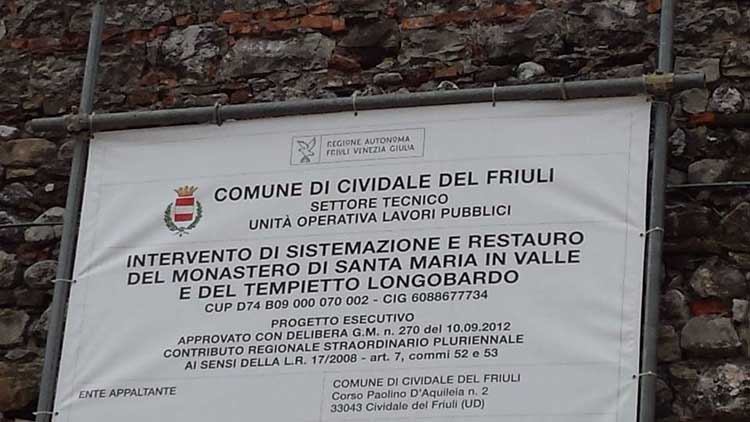 REGIONE AUTONOMA
FRIULI VENEZIA GIULIA
COMUNE DI CIVIDALE DEL FRIULI
SETTORE TECNICO
UNITÀ OPERATIVA LAVORI PUBBLICI
INTERVENTO DI SISTEMAZIONE E RESTAURO
DEL MONASTERO DI SANTA MARIA IN VALLE
E DEL TEMPIETTO LONGOBARDO
CUP D74 B09 000 070 002 - CIG 6088677734
PROGETTO ESECUTIVO
APPROVATO CON DELIBERA G.M. n. 270 del 10.09.2012
CONTRIBUTO REGIONALE STRAORDINARIO PLURIENNALE
AI SENSI DELLA L.R. 17/2008 - art. 7, commi 52 e 53
ENTE APPALTANTE
COMUNE DI CIVIDALE DEL FRIULI
Corso Paolino D'Aquileia n. 2
33043 Cividale del Friuli (UD)